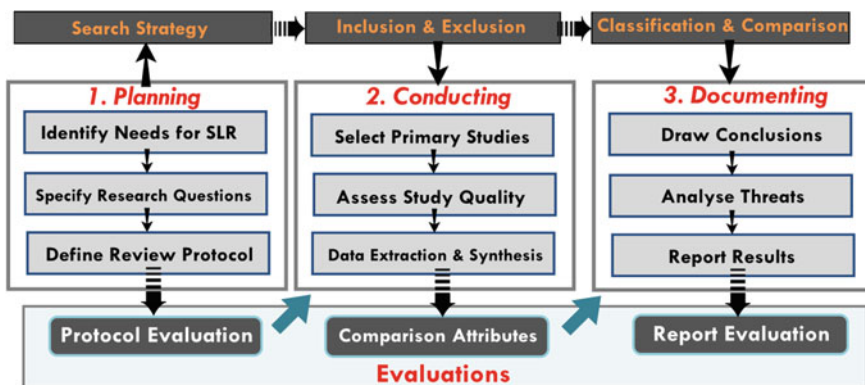 Search Strategy
Inclusion & Exclusion
Classification & Comparison
1. Planning
Identify Needs for SLR
Specify Research Questions
Define Review Protocol
2. Conducting
Select Primary Studies
Assess Study Quality
Data Extraction & Synthesis
3. Documenting
Draw Conclusions
Analyse Threats
Report Results
Protocol Evaluation
Comparison Attributes
Report Evaluation
Evaluations